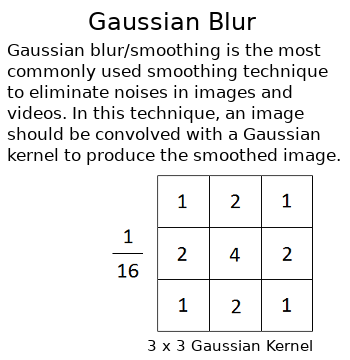 Gaussian Blur
Gaussian blur/smoothing is the most
commonly used smoothing technique
to eliminate noises in images and
videos. In this technique, an image
should be convolved with a Gaussian
kernel to produce the smoothed image.
1 2 1
1
16
2 4 2
1 2 1
3 x 3 Gaussian Kernel